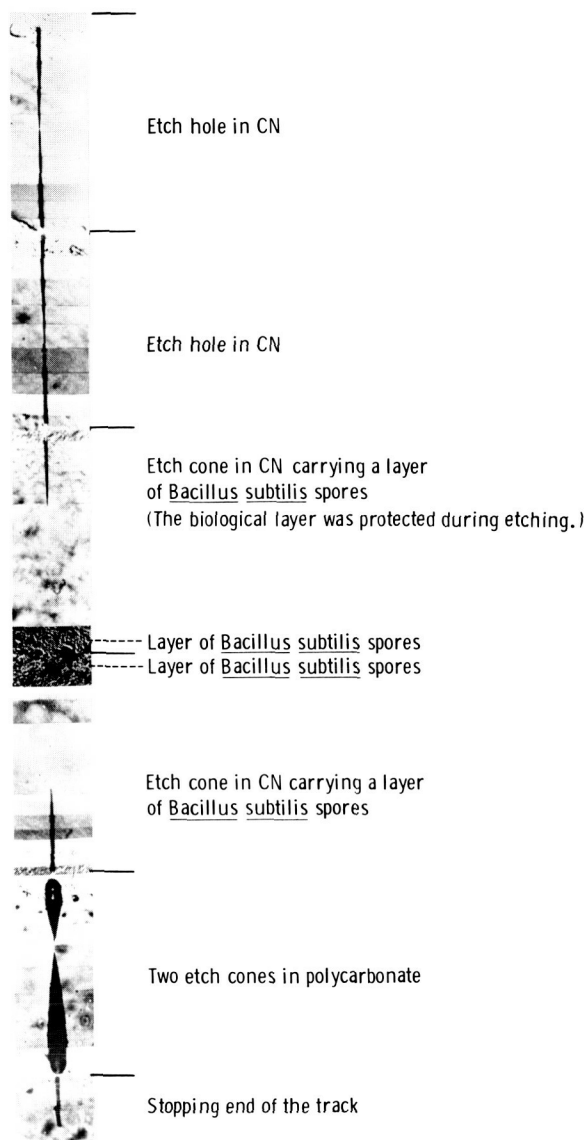 Etch hole in CN
Etch hole in CN
Etch cone in CN carrying a layer
of Bacillus subtilis spores
(The biological layer was protected during etching.)
Layer of Bacillus subtilis spores
Layer of Bacillus subtilis spores
Etch cone in CN carrying a layer
of Bacillus subtilis spores
Two etch cones in polycarbonate
Stopping end of the track